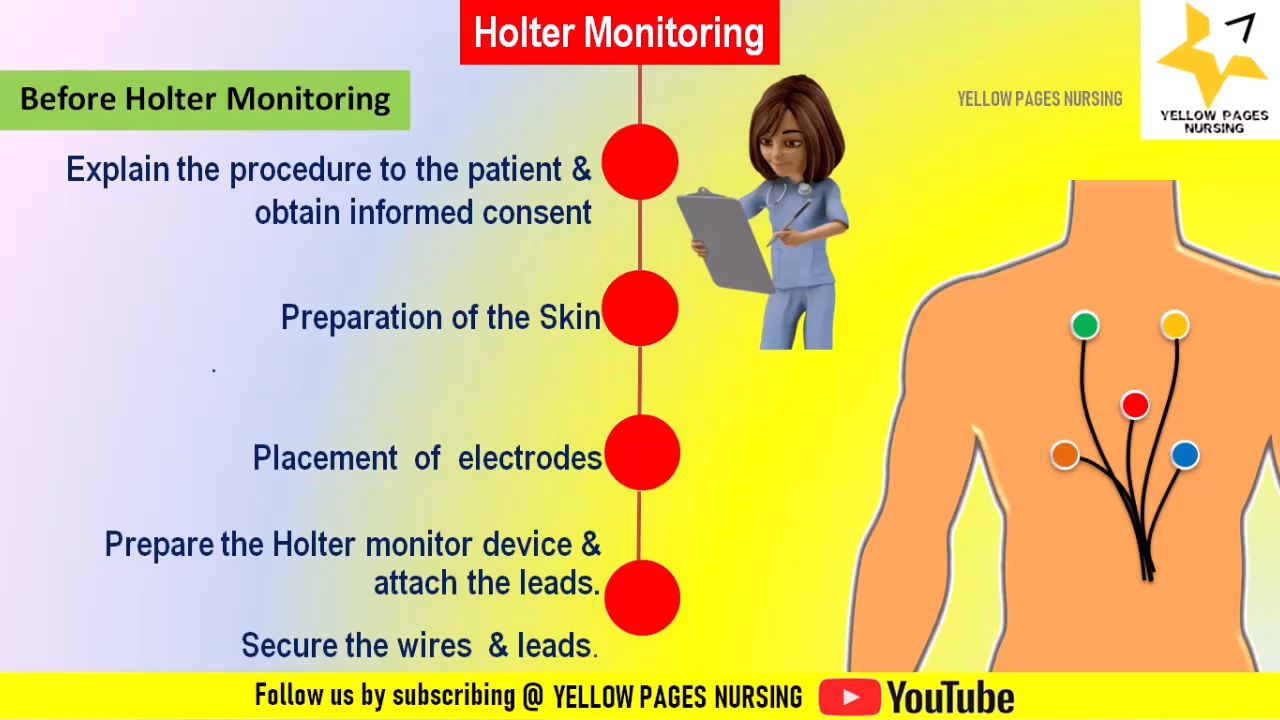 Holter Monitoring
Before Holter Monitoring
YELLOW PAGES NURSING
YELLOW PAGES
NURSING
Explain the procedure to the patient &
obtain informed consent
Preparation of the Skin
.
Placement of electrodes
Prepare the Holter monitor device &
attach the leads.
Secure the wires & leads.
Follow us by subscribing @ YELLOW PAGES NURSING YouTube